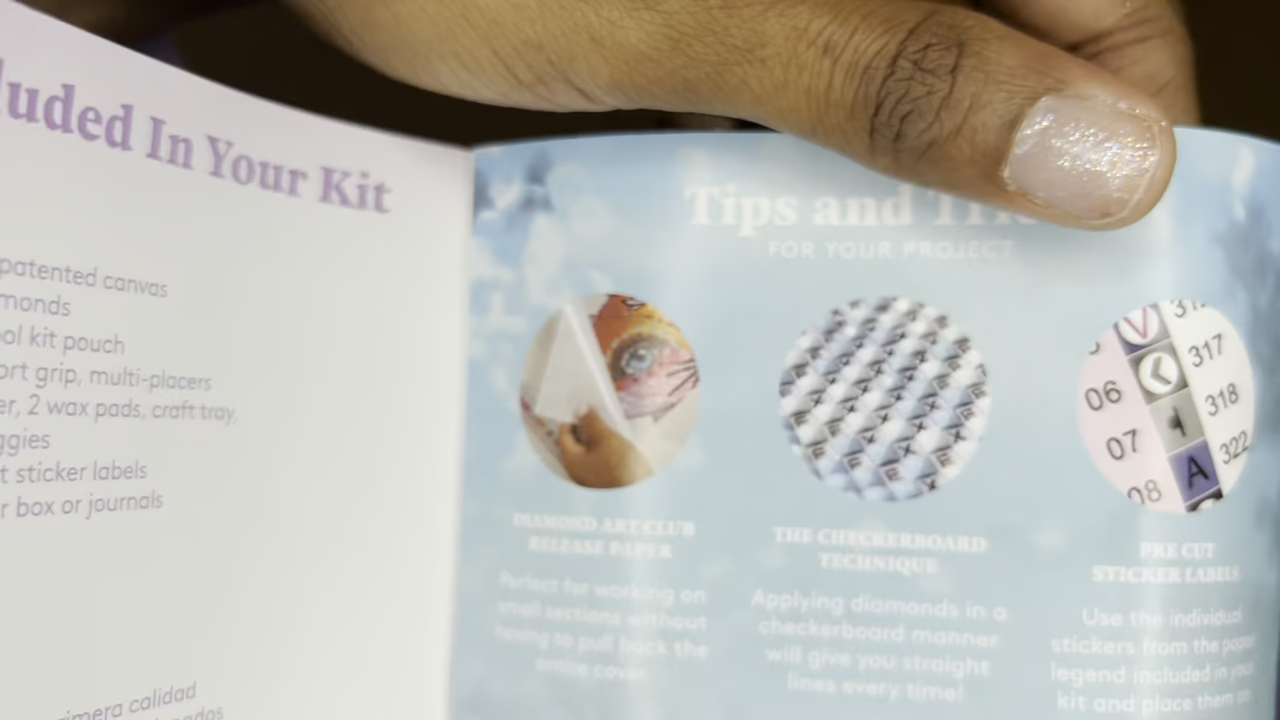 luded In Your Kit
patented canvas
monds
ol kit pouch
ort grip, multi-placers
er, 2 wax pads, craft tray,
ggies
t sticker labels
r box or journals
imera calidad
Tips and Tri
FOR YOUR PROJECT
317
06
318
07
A
322
08
DIAMOND ART CLUB
RELEASE PAPER
Perfect for working on
small sections without
having to pull back the
entire cover.
THE CHECKERBOARD
TECHNIQUE
Applying diamonds in a
checkerboard manner
will give you straight
lines every time!
PRE CUT
STICKER LABELS
Use the individual
stickers from the paper
legend included in your
kit and place them on